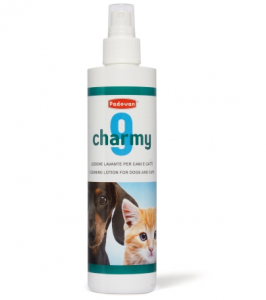 Padovan
9
charmy
LOZIONE LAVANTE PER CANI E GATTI
CLEANSING LOTION FOR DOGS AND CATS